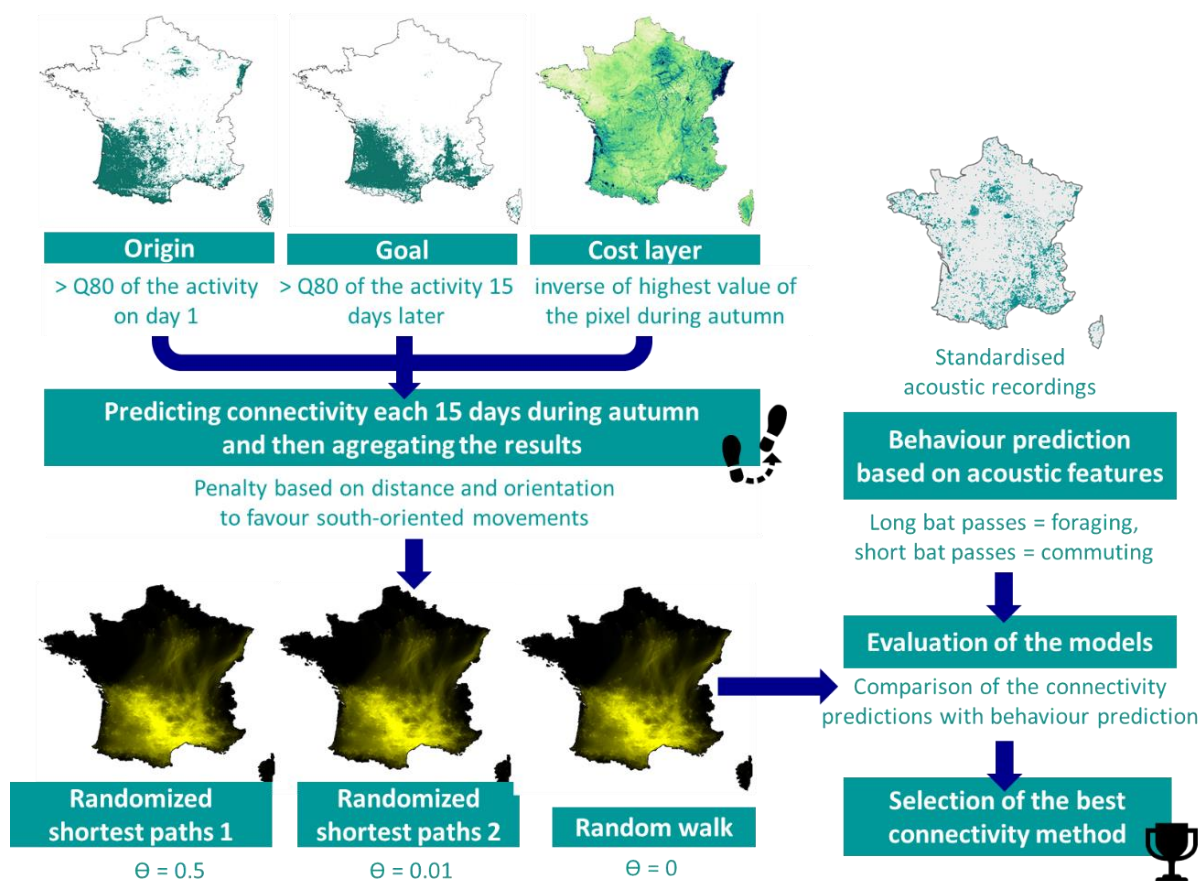 Origin
> Q80 of the activity
on day 1
Goal
> Q80 of the activity 15
days later
Cost layer
inverse of highest value of
the pixel during autumn
Predicting connectivity each 15 days during autumn
and then agregating the results
Penalty based on distance and orientation
to favour south-oriented movements
Randomized
shortest paths 1
Ө = 0.5
Randomized
shortest paths 2
Ө = 0.01
Random walk
Ө = 0
Standardised
acoustic recordings
Behaviour prediction
based on acoustic features
Long bat passes = foraging,
short bat passes = commuting
Evaluation of the models
Comparison of the connectivity
predictions with behaviour prediction
Selection of the best
connectivity method